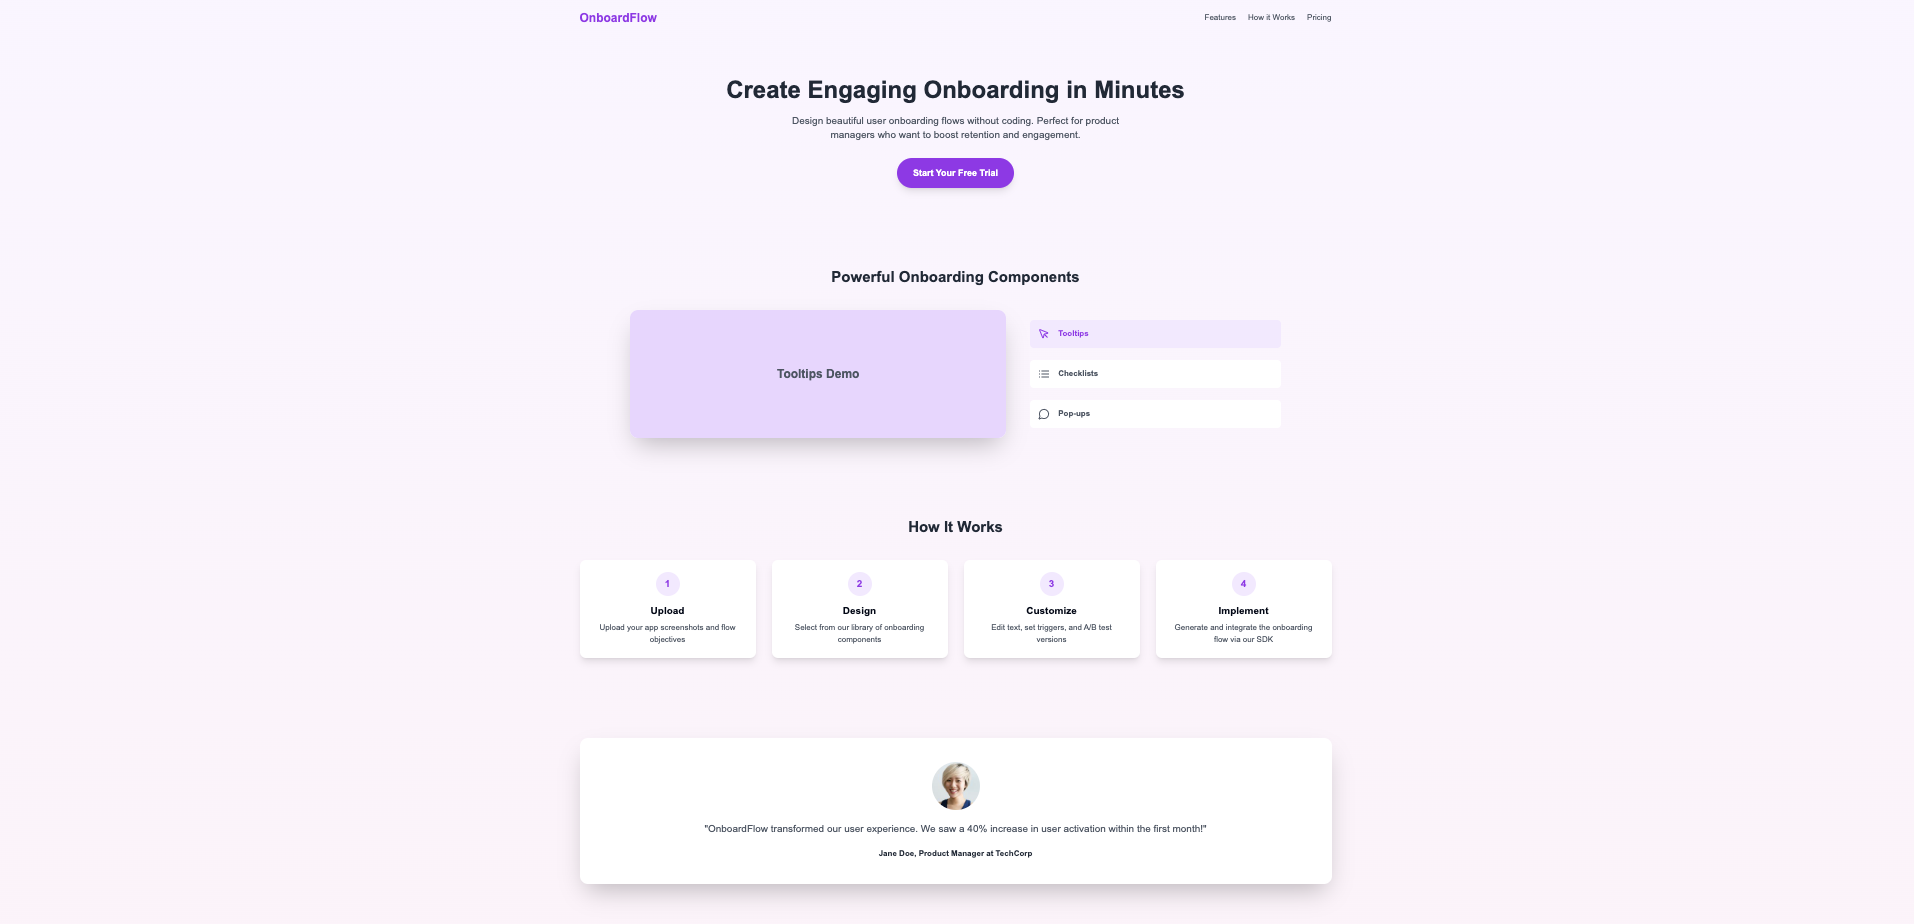 OnboardFlow
Features
How it Works
Pricing
Create Engaging Onboarding in Minutes
Design beautiful user onboarding flows without coding. Perfect for product
managers who want to boost retention and engagement.
Start Your Free Trial
Powerful Onboarding Components
Tooltips Demo
Tooltips
Checklists
Pop-ups
How It Works
1
Upload
Upload your app screenshots and flow
objectives
2
Design
Select from our library of onboarding
components
3
Customize
Edit text, set triggers, and A/B test
versions
4
Implement
Generate and integrate the onboarding
flow via our SDK
"OnboardFlow transformed our user experience. We saw a 40% increase in user activation within the first month!"
Jane Doe, Product Manager at TechCorp